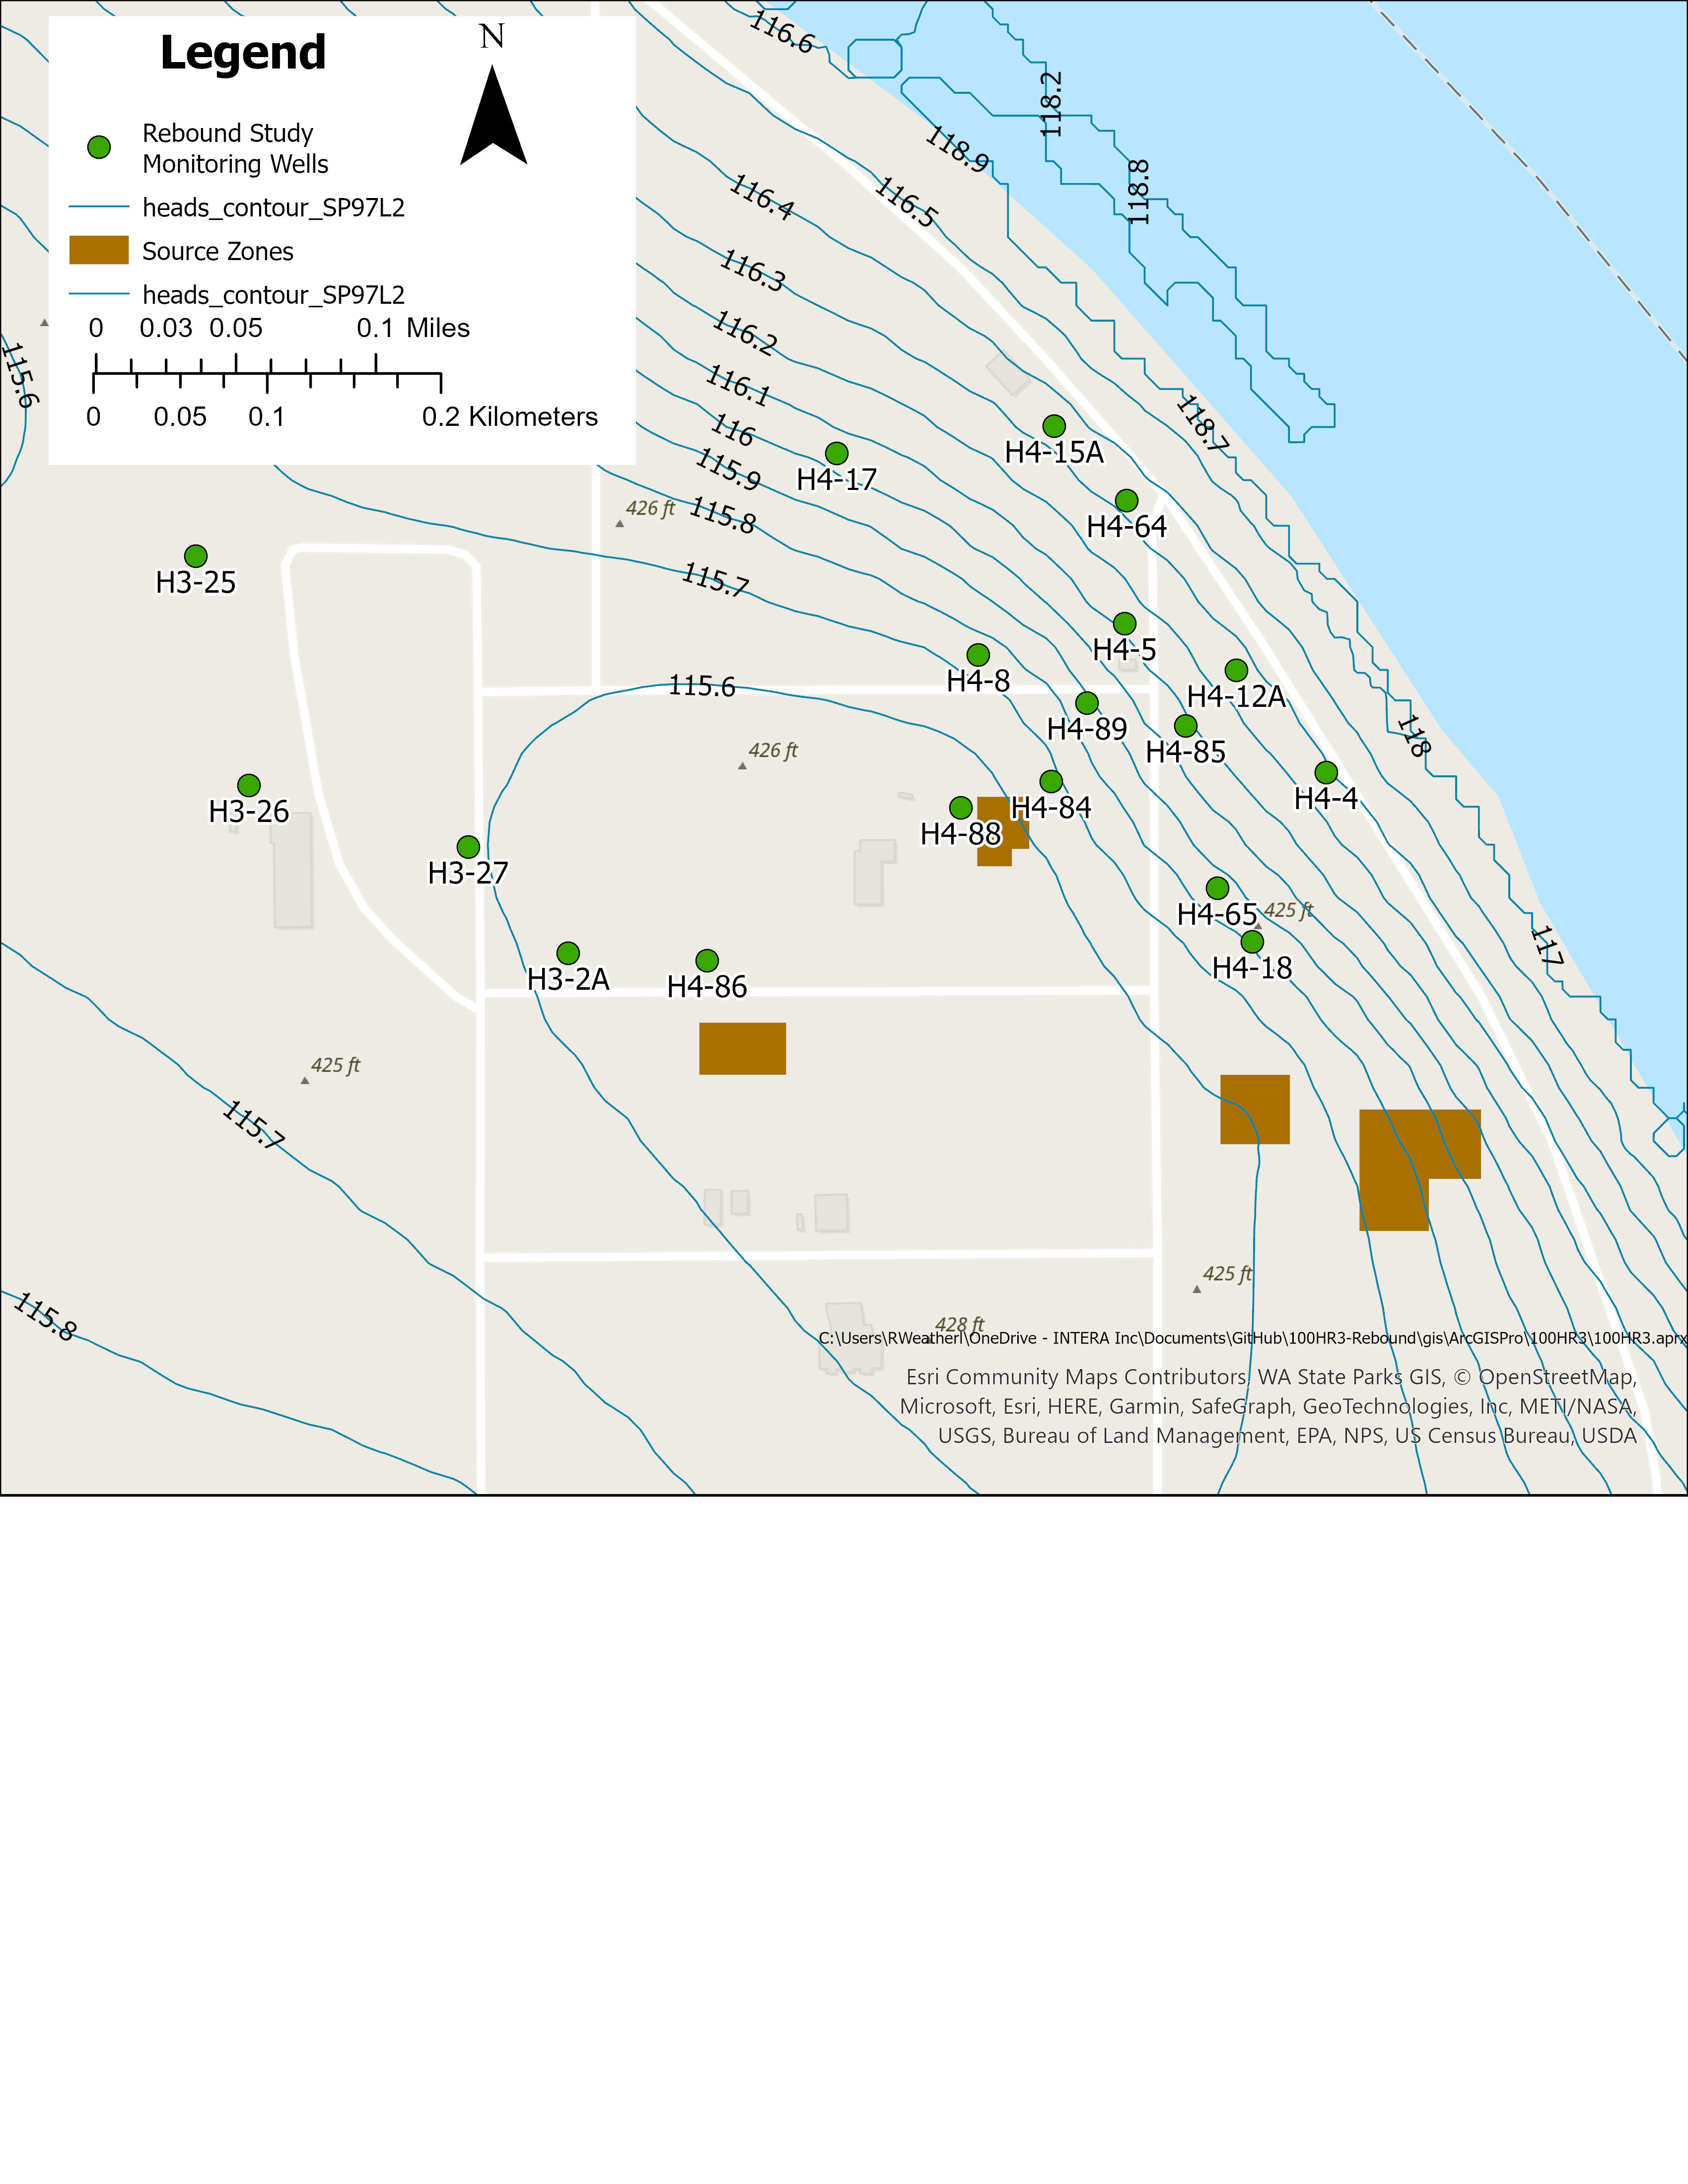 Legend
N
Rebound Study
Monitoring Wells
heads_contour_SP97L2
Source Zones
heads_contour_SP97L2
0 0.03 0.05 0.1 Miles
0 0.05 0.1 0.2 Kilometers
116.6
118.2
118.9
118.8
116.4
116.5
116.3
116.2
115.6
116.1
118.7
116
H4-15A
115.9
H4-17
426 ft
115.8
H4-64
115.7
H3-25
H4-5
H4-8
115.6
H4-12A
H4-89
118
426 ft
H4-85
H4-4
H3-26
H4-84
H4-88
H3-27
H4-65
425 ft
117
H4-18
H3-2A
H4-86
425 ft
115.7
425 ft
115.8
428 ft
C:\Users\RWeatherl\OneDrive - INTERA Inc\Documents\GitHub\100HR3-Rebound\gis\ArcGISPro\100HR3\100HR3.aprx
Esri Community Maps Contributors, WA State Parks GIS, © OpenStreetMap,
Microsoft, Esri, HERE, Garmin, SafeGraph, GeoTechnologies, Inc, METI/NASA,
USGS, Bureau of Land Management, EPA, NPS, US Census Bureau, USDA